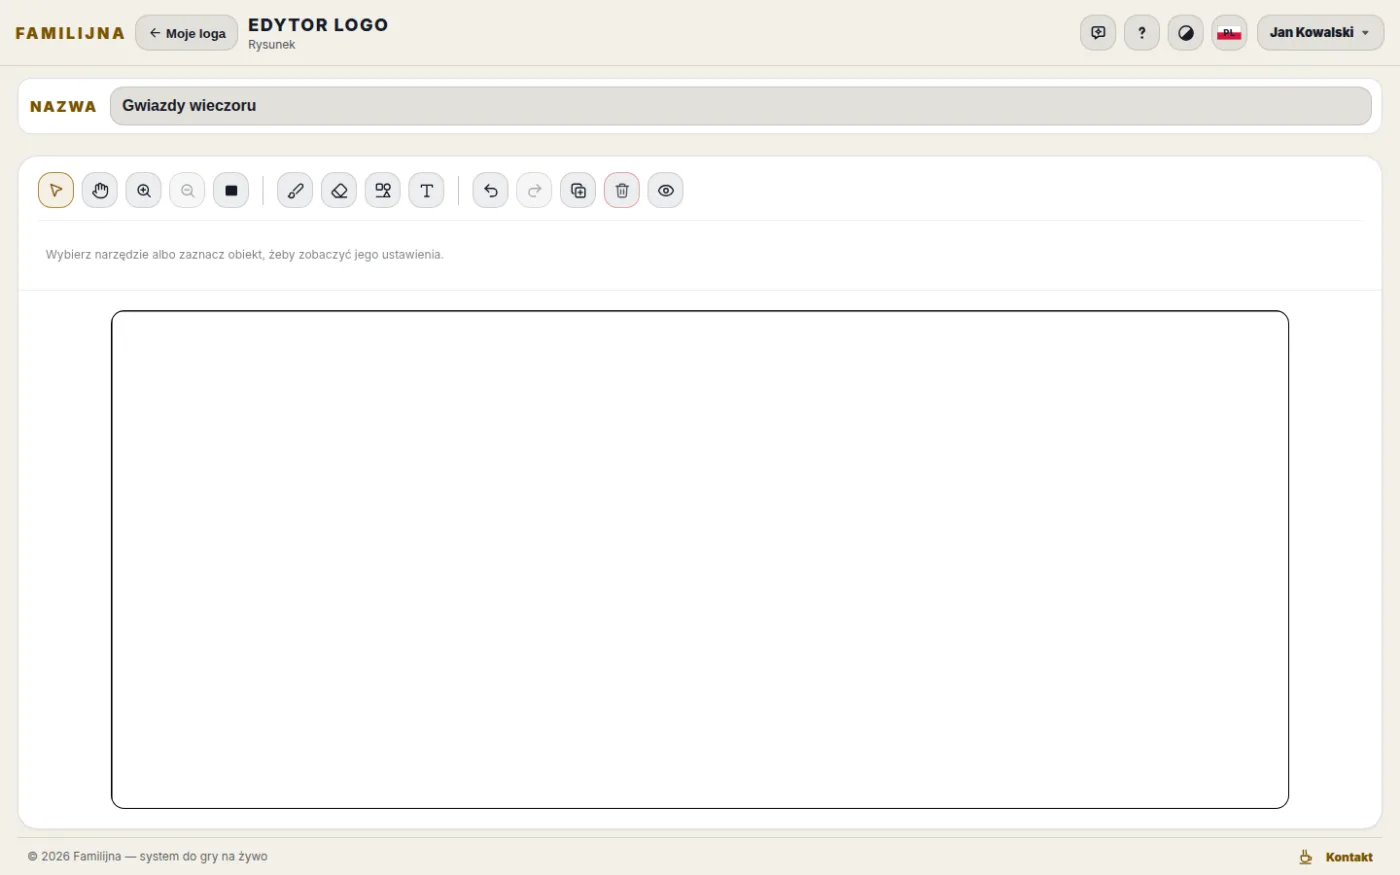 FAMILIJNA
← Moje loga
EDYTOR LOGO
Rysunek
?
PL
Jan Kowalski
NAZWA
Gwiazdy wieczoru
Wybierz narzędzie albo zaznacz obiekt, żeby zobaczyć jego ustawienia.
© 2026 Familijna — system do gry na żywo
Kontakt